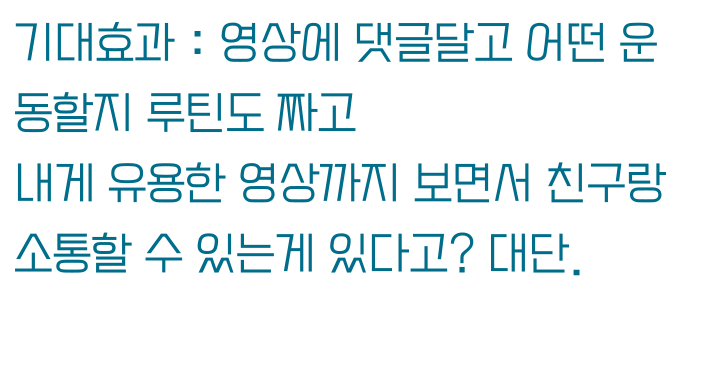 기대효과 : 영상에 댓글달고 어떤 운
동할지 루틴도 짜고
내게 유용한 영상까지 보면서 친구랑
소통할 수 있는게 있다고? 대단.